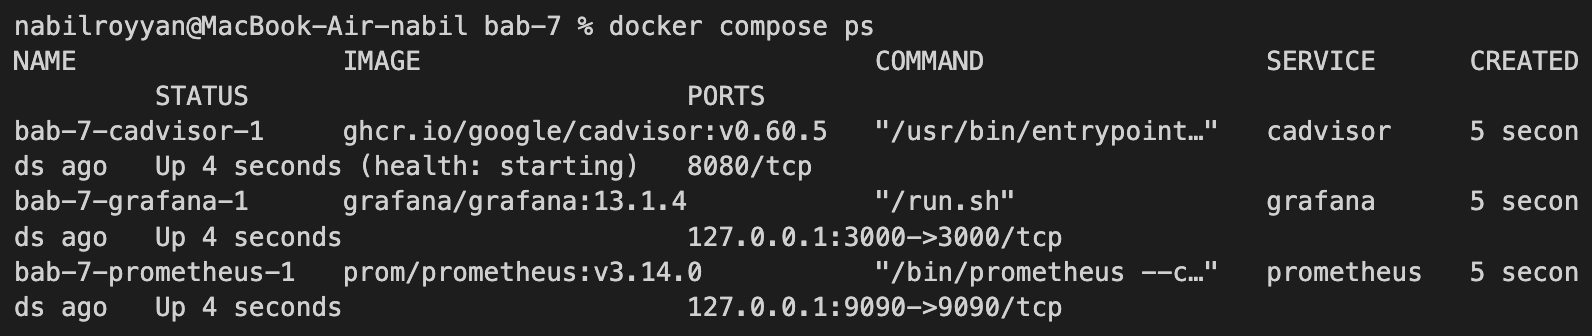 nabilroyyan@MacBook-Air-nabil bab-7 % docker compose ps
NAME                 IMAGE                             COMMAND                  SERVICE      CREATED
         STATUS                            PORTS
bab-7-cadvisor-1     ghcr.io/google/cadvisor:v0.60.5   "/usr/bin/entrypoint…"   cadvisor     5 secon
ds ago   Up 4 seconds (health: starting)   8080/tcp
bab-7-grafana-1      grafana/grafana:13.1.4            "/run.sh"                grafana      5 secon
ds ago   Up 4 seconds                      127.0.0.1:3000->3000/tcp
bab-7-prometheus-1   prom/prometheus:v3.14.0           "/bin/prometheus --c…"   prometheus   5 secon
ds ago   Up 4 seconds                      127.0.0.1:9090->9090/tcp